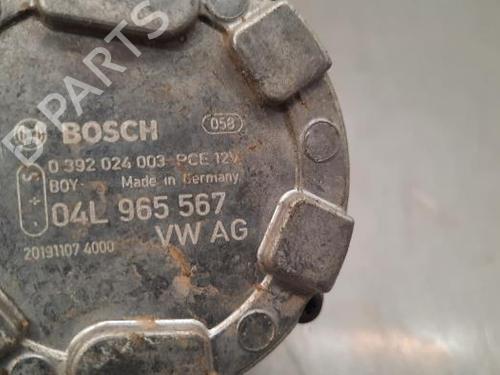 B-PARTS
BOSCH
058
0 392 024 003 PCE 12V
S + - BOY Made in Germany
04L 965 567
VW AG
20191107 4000